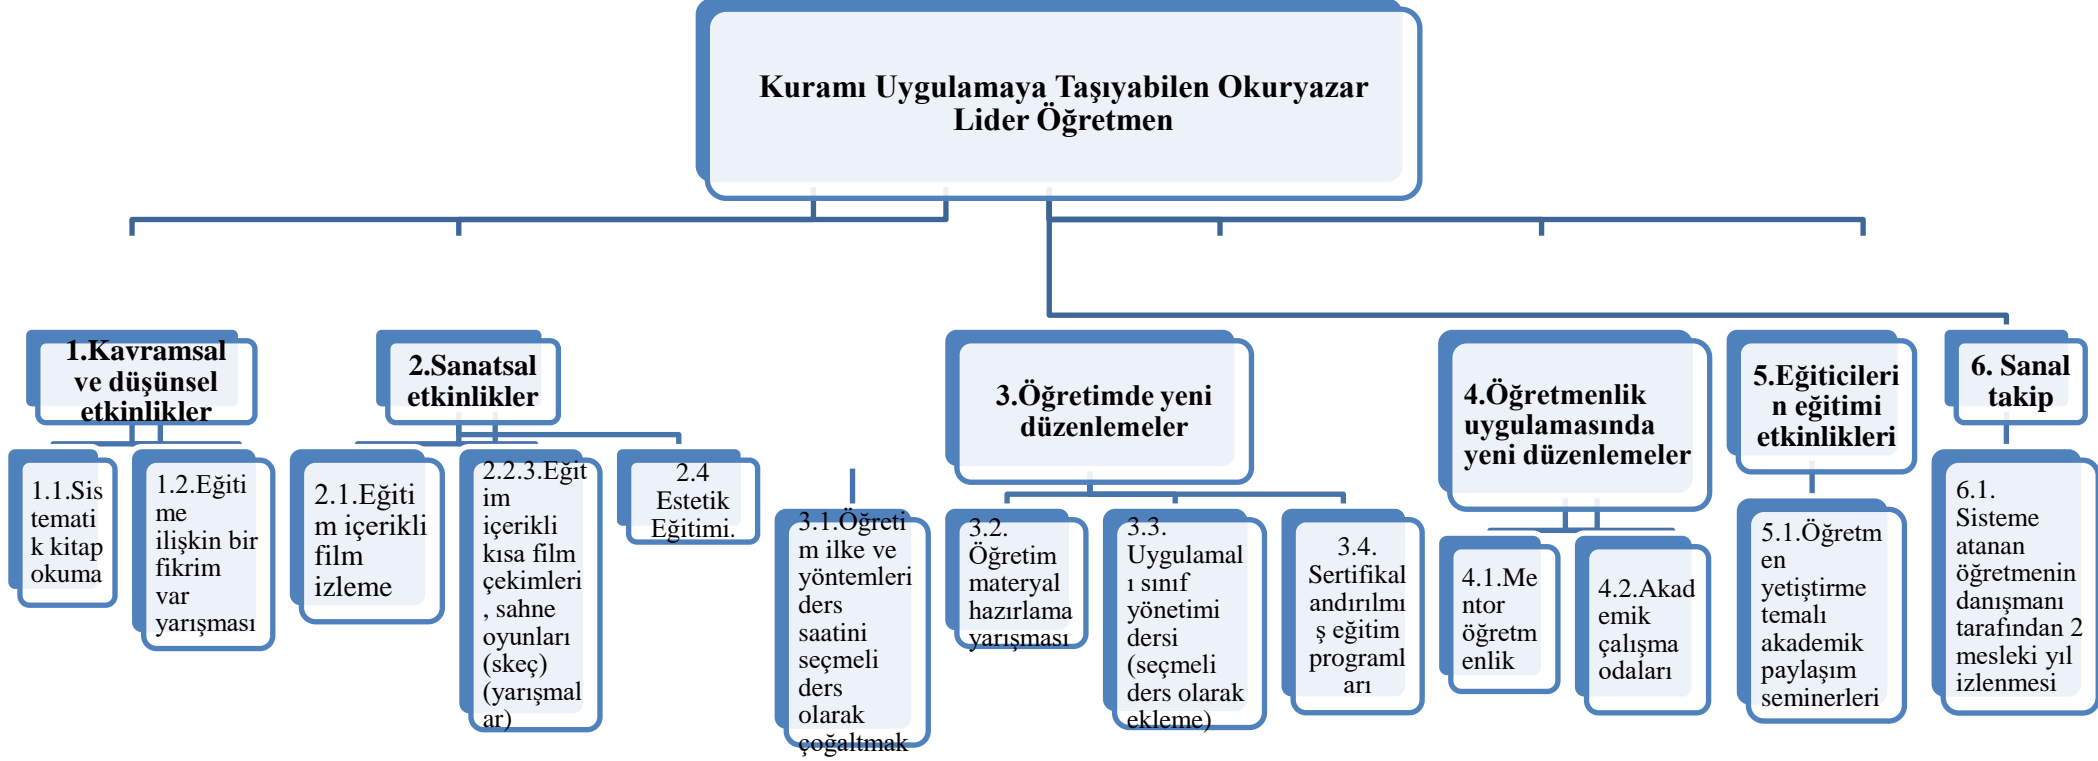 Kuramı Uygulamaya Taşıyabilen Okuryazar
Lider Öğretmen
1.Kavramsal
ve düşünsel
etkinlikler
2.Sanatsal
etkinlikler
3.Öğretimde yeni
düzenlemeler
4.Öğretmenlik
uygulamasında
yeni düzenlemeler
5.Eğiticileri
n eğitimi
etkinlikleri
6. Sanal
takip
1.1.Sis
temati
k kitap
okuma
1.2.Eğiti
me
ilişkin bir
fikrim
var
yarışması
2.1.Eğiti
m içerikli
film
izleme
2.2.3.Eğit
im
içerikli
kısa film
çekimleri
, sahne
oyunları
(skeç)
(yarışmal
ar)
2.4
Estetik
Eğitimi.
3.1.Öğreti
m ilke ve
yöntemleri
ders
saatini
seçmeli
ders
olarak
çoğaltmak
3.2.
Öğretim
materyal
hazırlama
yarışması
3.3.
Uygulamal
ı sınıf
yönetimi
dersi
(seçmeli
ders olarak
ekleme)
3.4.
Sertifikal
andırılmı
ş eğitim
programl
arı
4.1.Me
ntor
öğretm
enlik
4.2.Akad
emik
çalışma
odaları
5.1.Öğretm
en
yetiştirme
temalı
akademik
paylaşım
seminerleri
6.1.
Sisteme
atanan
öğretmenin
danışmanı
tarafından 2
mesleki yıl
izlenmesi